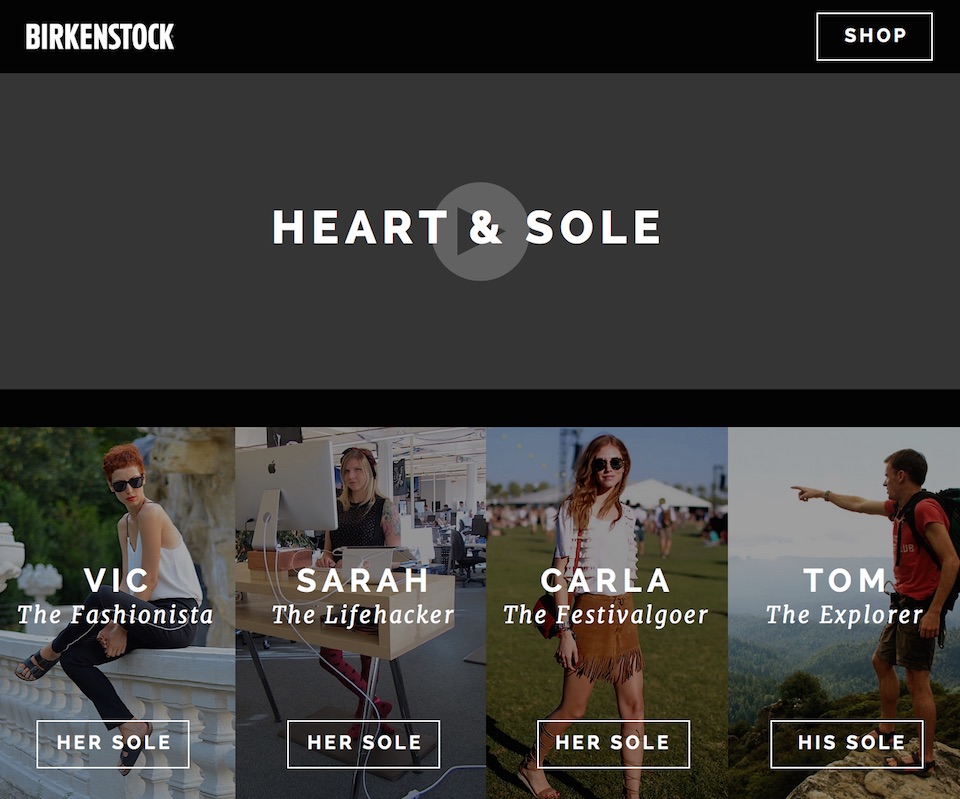 BIRKENSTOCK
SHOP
HEART & SOLE
VIC
The Fashionista
HER SOLE
SARAH
The Lifehacker
HER SOLE
CARLA
The Festivalgoer
HER SOLE
TOM
The Explorer
HIS SOLE